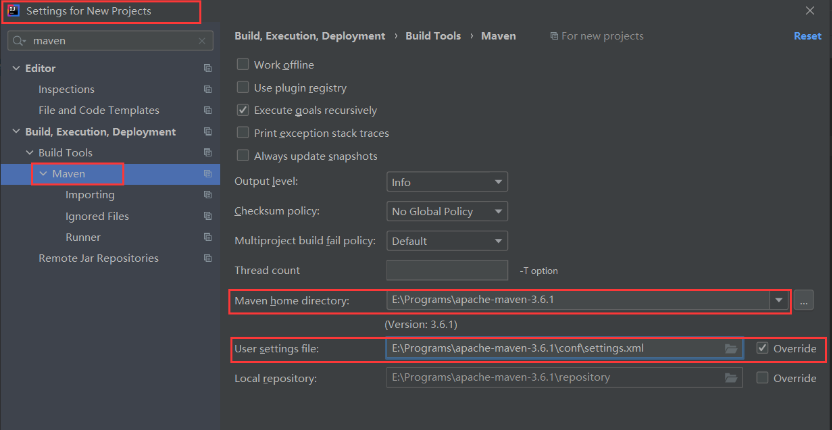 Settings for New Projects
maven
Editor
Inspections
File and Code Templates
Build, Execution, Deployment
Build Tools
Maven
Importing
Ignored Files
Runner
Remote Jar Repositories
Build, Execution, Deployment › Build Tools › Maven For new projects Reset
Work offline
Use plugin registry
Execute goals recursively
Print exception stack traces
Always update snapshots
Output level: Info
Checksum policy: No Global Policy
Multiproject build fail policy: Default
Thread count -T option
Maven home directory: E:\Programs\apache-maven-3.6.1 ...
(Version: 3.6.1)
User settings file: E:\Programs\apache-maven-3.6.1\conf\settings.xml Override
Local repository: E:\Programs\apache-maven-3.6.1\repository Override